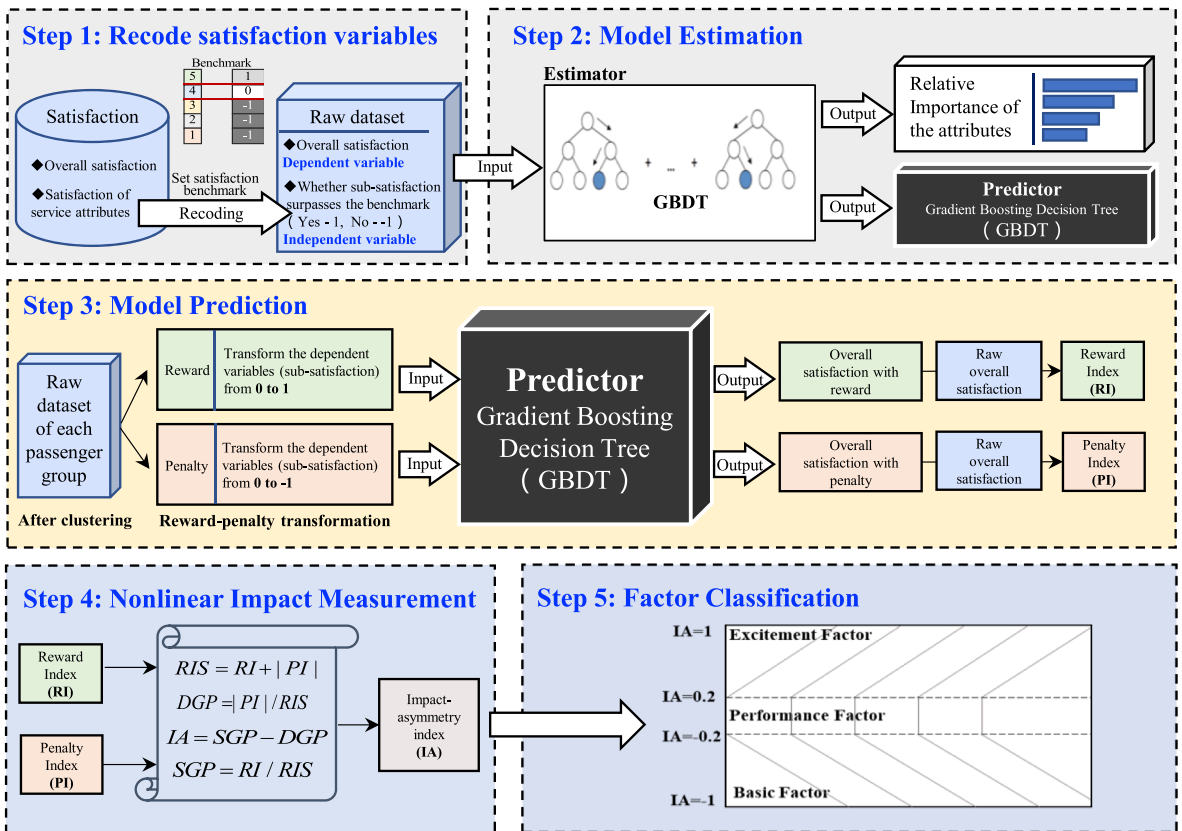 Step 1: Recode satisfaction variables
Benchmark
5 1
4 0
3 -1
2 -1
1 -1
Satisfaction
◆Overall satisfaction
◆Satisfaction of
service attributes
Set satisfaction
benchmark
Recoding
Raw dataset
◆Overall satisfaction
Dependent variable
◆Whether sub-satisfaction
surpasses the benchmark
( Yes - 1, No - -1 )
Independent variable
Input
Step 2: Model Estimation
Estimator
+ ... +
GBDT
Output
Relative
Importance of
the attributes
Output
Predictor
Gradient Boosting Decision Tree
( GBDT )
Step 3: Model Prediction
Raw
dataset
of each
passenger
group
After clustering
Reward
Transform the dependent
variables (sub-satisfaction)
from 0 to 1
Penalty
Transform the dependent
variables (sub-satisfaction)
from 0 to -1
Reward-penalty transformation
Input
Input
Predictor
Gradient Boosting
Decision Tree
( GBDT )
Output
Output
Overall
satisfaction with
reward
Raw
overall
satisfaction
Reward
Index
(RI)
Overall
satisfaction with
penalty
Raw
overall
satisfaction
Penalty
Index
(PI)
Step 4: Nonlinear Impact Measurement
Reward
Index
(RI)
Penalty
Index
(PI)
RIS = RI + | PI |
DGP =| PI | / RIS
IA = SGP − DGP
SGP = RI / RIS
Impact-
asymmetry
index
(IA)
Step 5: Factor Classification
IA=1
Excitement Factor
IA=0.2
Performance Factor
IA=-0.2
Basic Factor
IA=-1